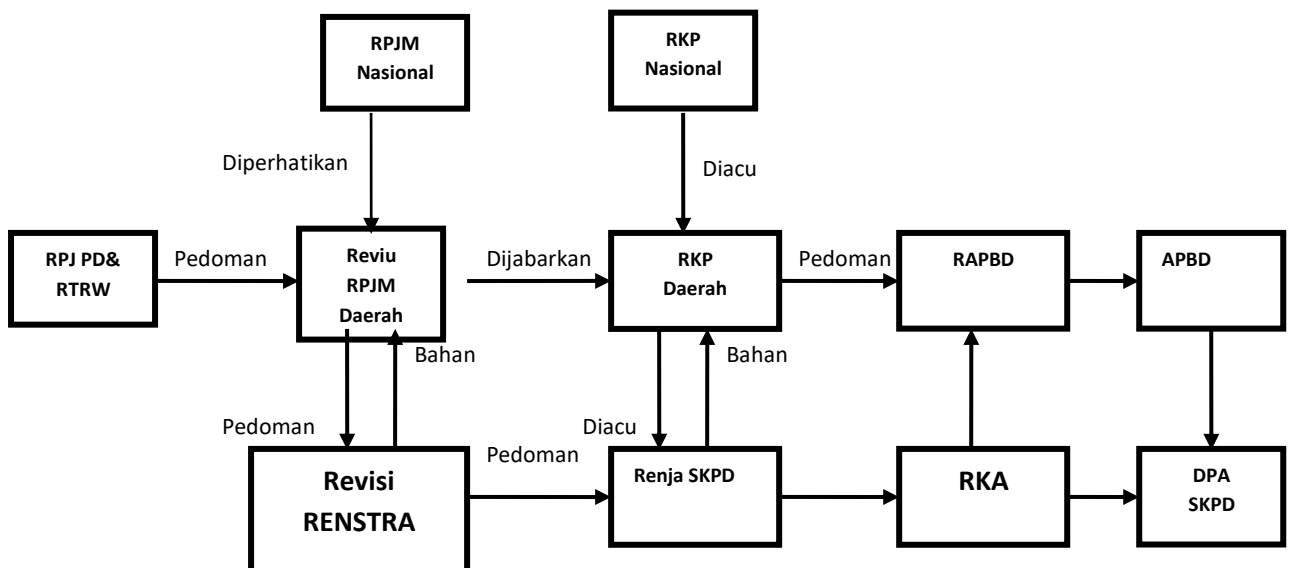 RPJM
Nasional
RKP
Nasional
Diperhatikan
Diacu
RPJ PD&
RTRW
Pedoman
Reviu
RPJM
Daerah
Dijabarkan
RKP
Daerah
Pedoman
RAPBD
APBD
Bahan
Bahan
Pedoman
Diacu
Pedoman
Revisi
RENSTRA
Renja SKPD
RKA
DPA
SKPD